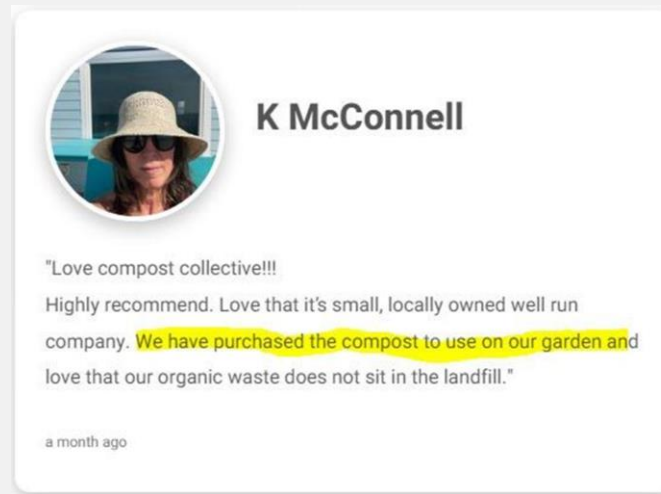 K McConnell
"Love compost collective!!!
Highly recommend. Love that it's small, locally owned well run
company. We have purchased the compost to use on our garden and
love that our organic waste does not sit in the landfill."
a month ago